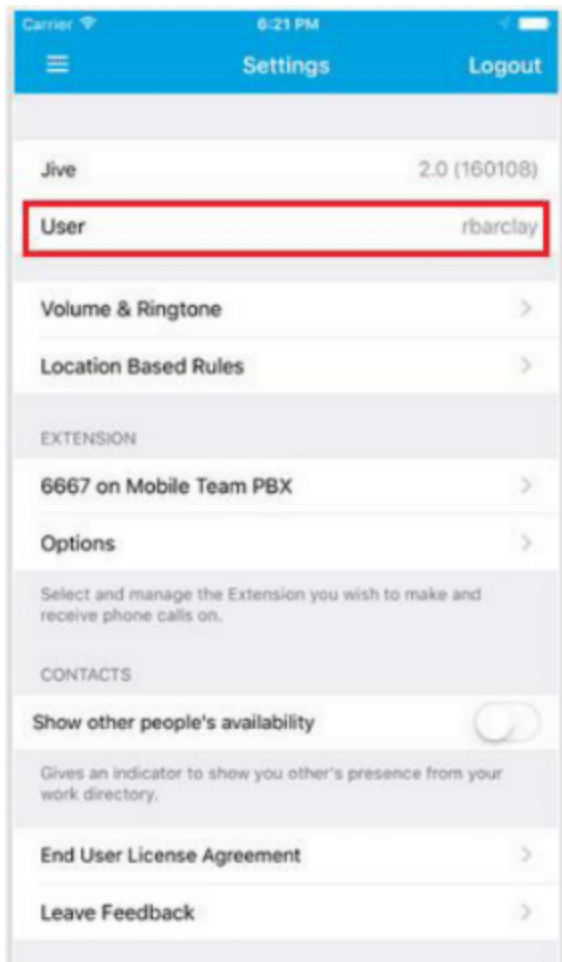 Carrier 6:21 PM
Settings Logout
Jive 2.0 (160108)
User rbarclay
Volume & Ringtone
Location Based Rules
EXTENSION
6667 on Mobile Team PBX
Options
Select and manage the Extension you wish to make and
receive phone calls on.
CONTACTS
Show other people's availability
Gives an indicator to show you other's presence from your
work directory.
End User License Agreement
Leave Feedback